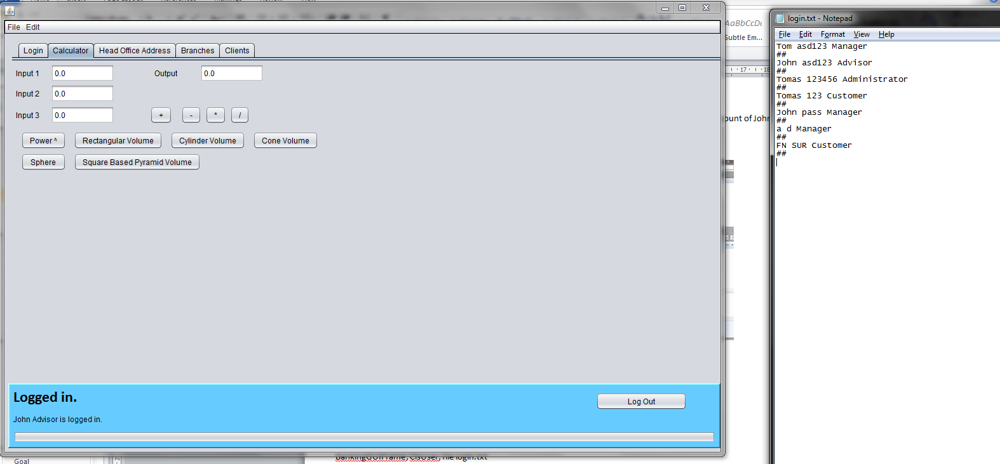 File Edit
Login Calculator Head Office Address Branches Clients
Input 1 0.0 Output 0.0
Input 2 0.0
Input 3 0.0 + - * /
Power ^ Rectangular Volume Cylinder Volume Cone Volume
Sphere Square Based Pyramid Volume
Logged in.
Log Out
John Advisor is logged in.
Goal
BankingGUIFrame, ClsUser, file login.txt
AaBbCcDc
Subtle Em...
17 18
ount of John
login.txt - Notepad
File Edit Format View Help
Tom asd123 Manager
##
John asd123 Advisor
##
Tomas 123456 Administrator
##
Tomas 123 Customer
##
John pass Manager
##
a d Manager
##
FN SUR Customer
##